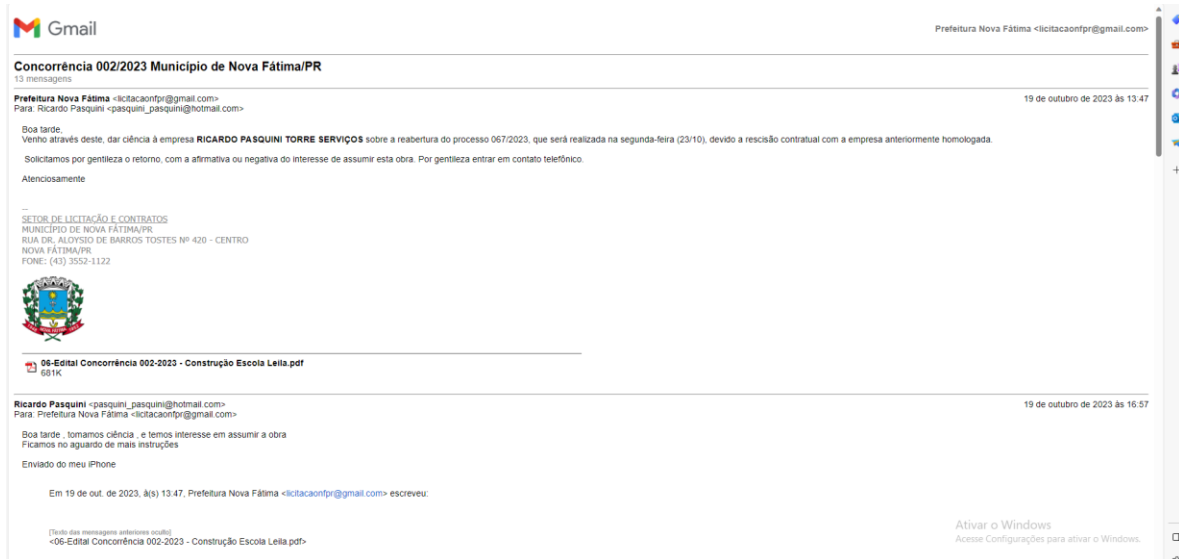 Gmail
Prefeitura Nova Fátima <licitacaonfpr@gmail.com>
Concorrência 002/2023 Município de Nova Fátima/PR
13 mensagens
Prefeitura Nova Fátima <licitacaonfpr@gmail.com>
19 de outubro de 2023 às 13:47
Para: Ricardo Pasquini <pasquini_pasquini@hotmail.com>
Boa tarde,
Venho através deste, dar ciência à empresa RICARDO PASQUINI TORRE SERVIÇOS sobre a reabertura do processo 067/2023, que será realizada na segunda-feira (23/10), devido a rescisão contratual com a empresa anteriormente homologada.
Solicitamos por gentileza o retorno, com a afirmativa ou negativa do interesse de assumir esta obra. Por gentileza entrar em contato telefônico.
Atenciosamente
--
SETOR DE LICITAÇÃO E CONTRATOS
MUNICÍPIO DE NOVA FÁTIMA/PR
RUA DR. ALOYSIO DE BARROS TOSTES Nº 420 - CENTRO
NOVA FÁTIMA/PR
FONE: (43) 3552-1122
06-Edital Concorrência 002-2023 - Construção Escola Leila.pdf
681K
Ricardo Pasquini <pasquini_pasquini@hotmail.com>
19 de outubro de 2023 às 16:57
Para: Prefeitura Nova Fátima <licitacaonfpr@gmail.com>
Boa tarde , tomamos ciência , e temos interesse em assumir a obra
Ficamos no aguardo de mais instruções
Enviado do meu iPhone
Em 19 de out. de 2023, à(s) 13:47, Prefeitura Nova Fátima <licitacaonfpr@gmail.com> escreveu:
[Texto das mensagens anteriores oculto]
<06-Edital Concorrência 002-2023 - Construção Escola Leila.pdf>
Ativar o Windows
Acesse Configurações para ativar o Windows.